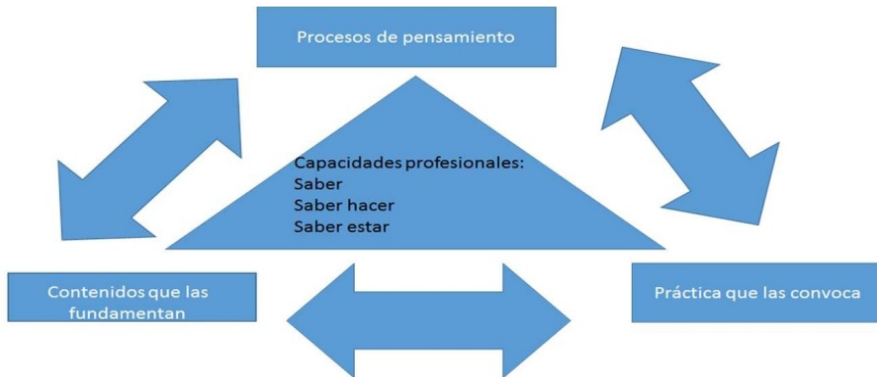 Procesos de pensamiento
Capacidades profesionales:
Saber
Saber hacer
Saber estar
Contenidos que las
fundamentan
Práctica que las convoca